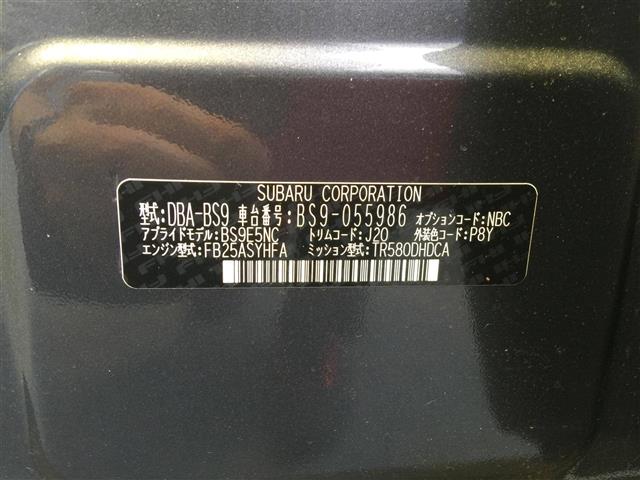 SUBARU CORPORATION
型式:DBA-BS9 車台番号:BS9-055986 オプションコード:NBC
アプライドモデル:BS9E5NC トリムコード:J20 外装色コード:P8Y
エンジン型式:FB25ASYHFA ミッション型式:TR580DHDCA